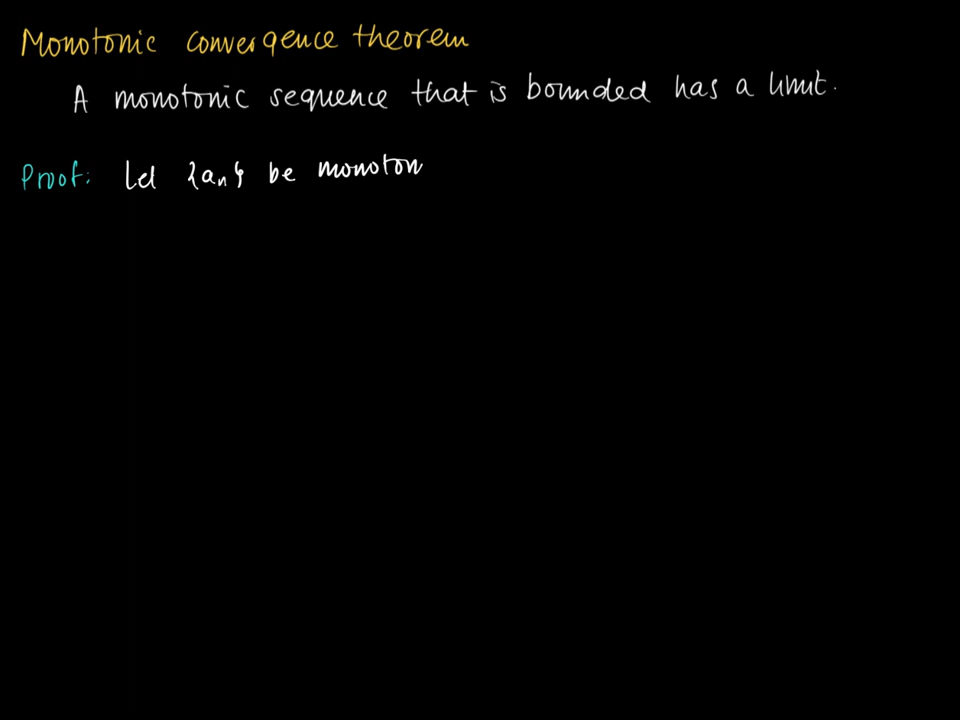 Monotonic convergence theorem
A monotonic sequence that is bounded has a limit.
Proof: Let {an} be monoton